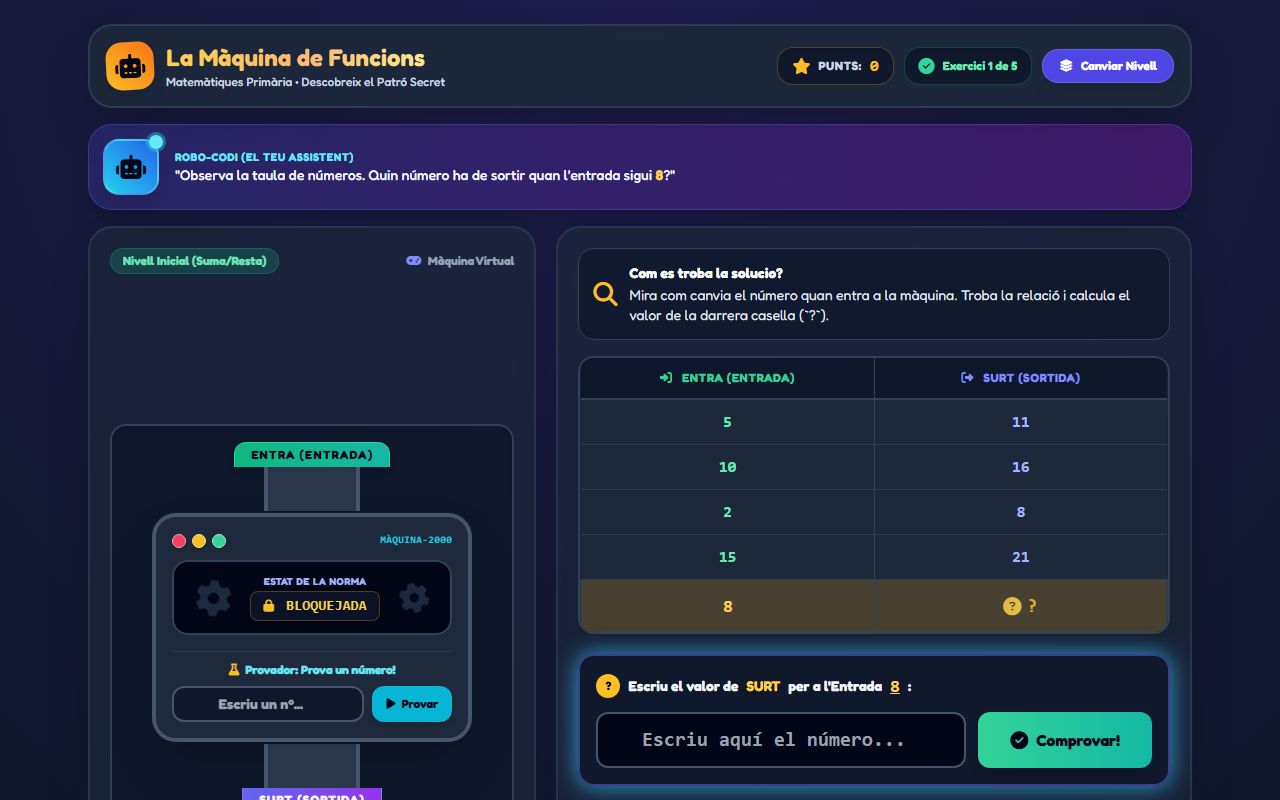 La Màquina de Funcions
Matemàtiques Primària • Descobreix el Patró Secret
PUNTS: 0
Exercici 1 de 5
Canviar Nivell
ROBO-CODI (EL TEU ASSISTENT)
"Observa la taula de números. Quin número ha de sortir quan l'entrada sigui 8?"
Nivell Inicial (Suma/Resta)
Màquina Virtual
ENTRA (ENTRADA)
MÀQUINA-2000
ESTAT DE LA NORMA
BLOQUEJADA
Provador: Prova un número!
Escriu un nº...
Provar
SURT (SORTIDA)
Com es troba la solucio?
Mira com canvia el número quan entra a la màquina. Troba la relació i calcula el
valor de la darrera casella (`?`).
ENTRA (ENTRADA) SURT (SORTIDA)
5 11
10 16
2 8
15 21
8 ? ?
? Escriu el valor de SURT per a l'Entrada 8 :
Escriu aquí el número...
Comprovar!